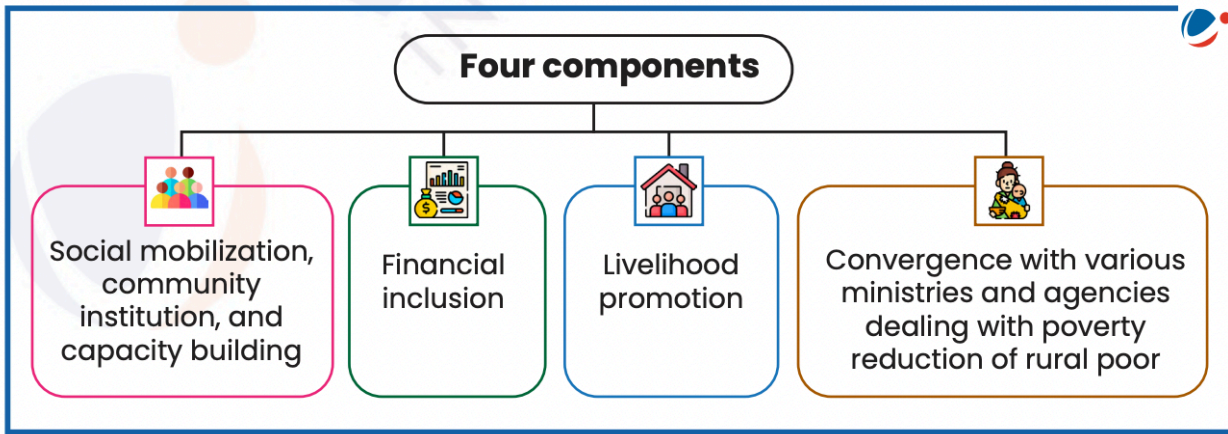 Four components
Social mobilization,
community
institution, and
capacity building
Financial
inclusion
Livelihood
promotion
Convergence with various
ministries and agencies
dealing with poverty
reduction of rural poor